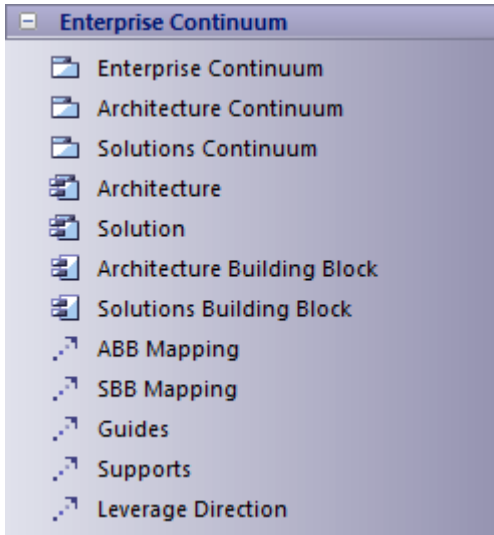 Enterprise Continuum
Enterprise Continuum
Architecture Continuum
Solutions Continuum
Architecture
Solution
Architecture Building Block
Solutions Building Block
ABB Mapping
SBB Mapping
Guides
Supports
Leverage Direction